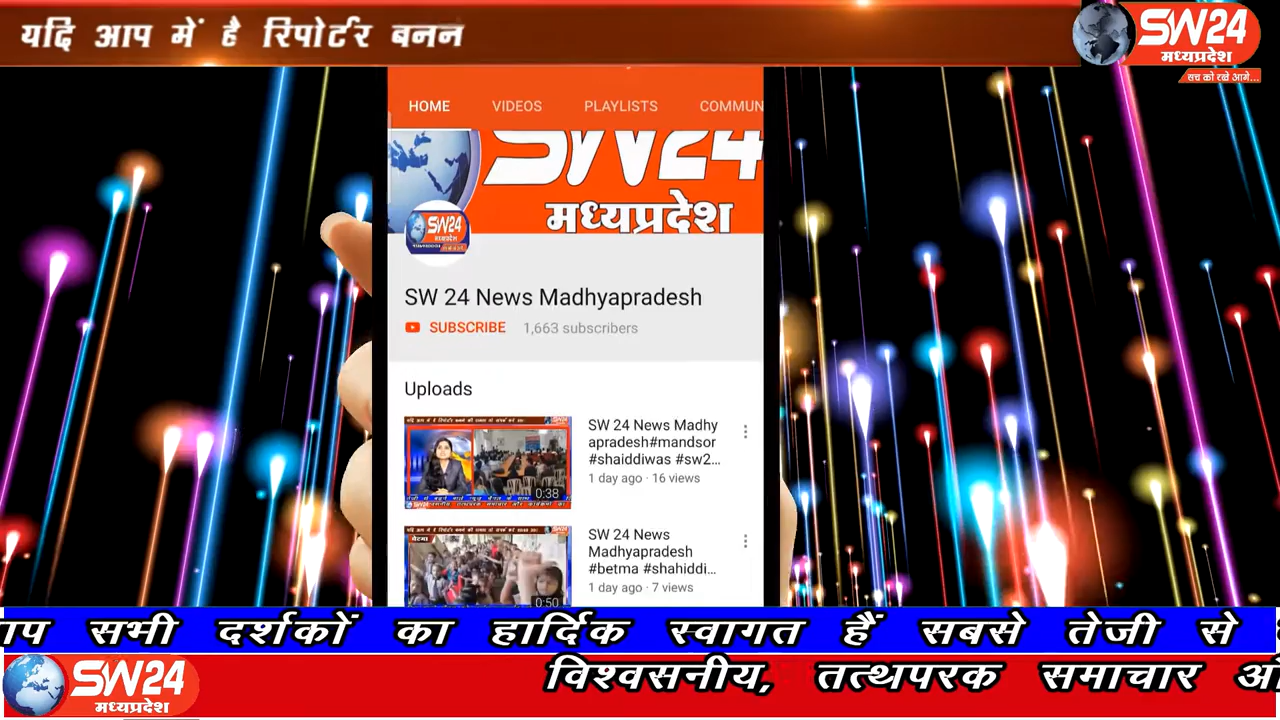 यदि आप में है रिपोर्टर बनन
SW24
मध्यप्रदेश
सच को रखे आगे...
HOME VIDEOS PLAYLISTS COMMUN
SW24
मध्यप्रदेश
SW24
SW 24 News Madhyapradesh
SUBSCRIBE 1,663 subscribers
Uploads
SW 24 News Madhy
apradesh#mandsor
#shaiddiwas #sw2...
1 day ago · 16 views
0:38
SW 24 News
Madhyapradesh
#betma #shahiddi...
1 day ago · 7 views
0:50
सभी दर्शकों का हार्दिक स्वागत हैं सबसे तेजी से
SW24
मध्यप्रदेश
विश्वसनीय, तत्थपरक समाचार